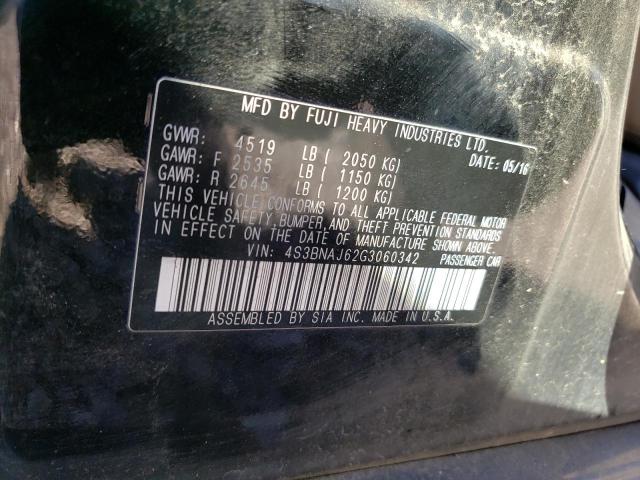 MFD BY FUJI HEAVY INDUSTRIES LTD.
GVWR: 4519 LB ( 2050 KG) DATE: 05/16
GAWR: F 2535 LB ( 1150 KG)
GAWR: R 2645 LB ( 1200 KG)
THIS VEHICLE CONFORMS TO ALL APPLICABLE FEDERAL MOTOR
VEHICLE SAFETY, BUMPER, AND THEFT PREVENTION STANDARDS
IN EFFECT ON THE DATE OF MANUFACTURE SHOWN ABOVE.
VIN: 4S3BNAJ62G3060342 PASSENGER CAR
ASSEMBLED BY SIA INC. MADE IN U.S.A.